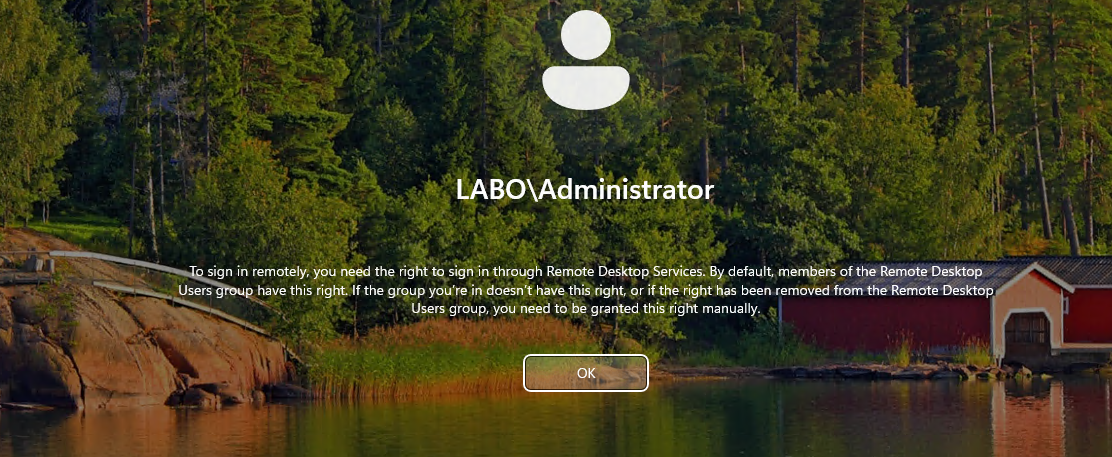 LABO\Administrator
To sign in remotely, you need the right to sign in through Remote Desktop Services. By default, members of the Remote Desktop
Users group have this right. If the group you're in doesn't have this right, or if the right has been removed from the Remote Desktop
Users group, you need to be granted this right manually.
OK